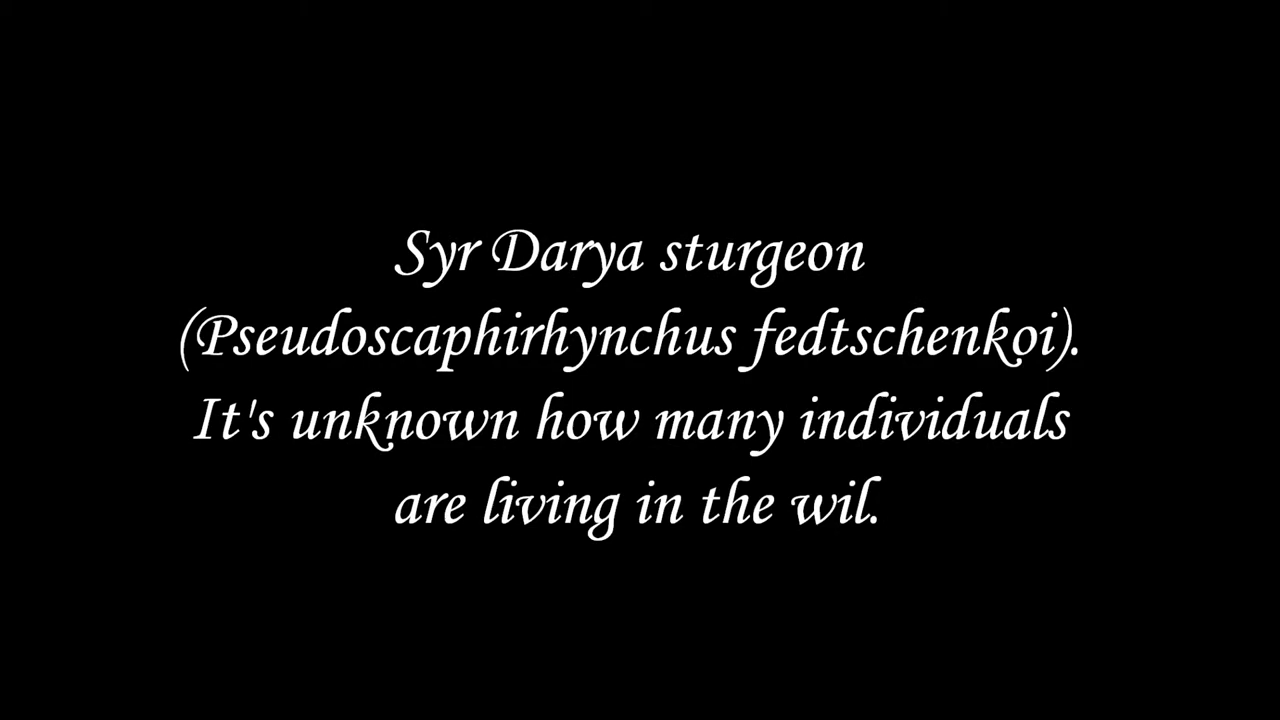 Syr Darya sturgeon
(Pseudoscaphirhynchus fedtschenkoi).
It's unknown how many individuals
are living in the wil.